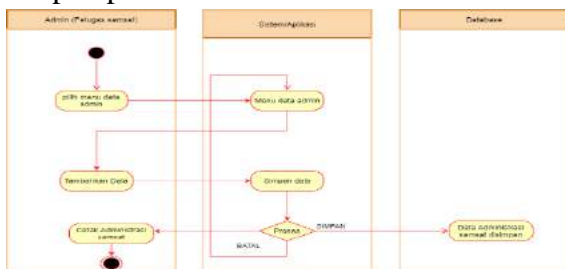 Admin (Petugas samsat)
Sistem/Aplikasi
Database
pilih menu data
admin
Menu data admin
Tambahkan Data
Simpan data
Cetak Administrasi
samsat
Proses
SIMPAN
BATAL
Data administrasi
samsat disimpan